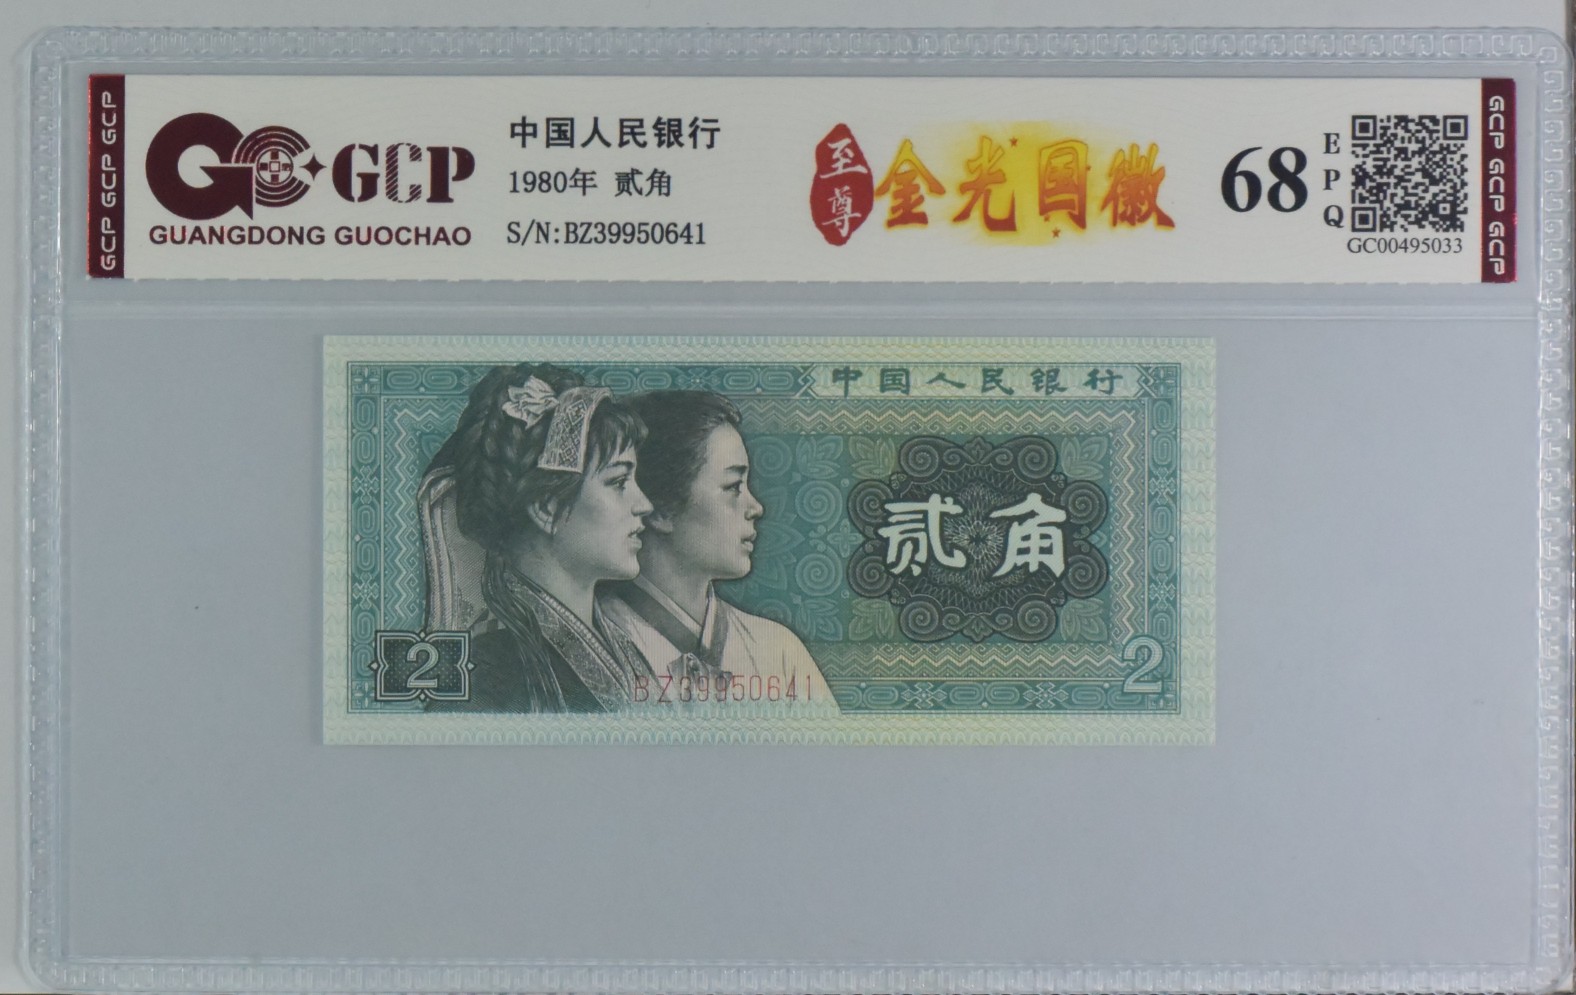 GCP GCP GCP
GCP
GUANGDONG GUOCHAO
中国人民银行
1980年 贰角
S/N:BZ39950641
至尊
金光国徽
68
EPQ
GC00495033
GCP GCP GCP
中国人民银行
贰角
2
BZ39950641
2